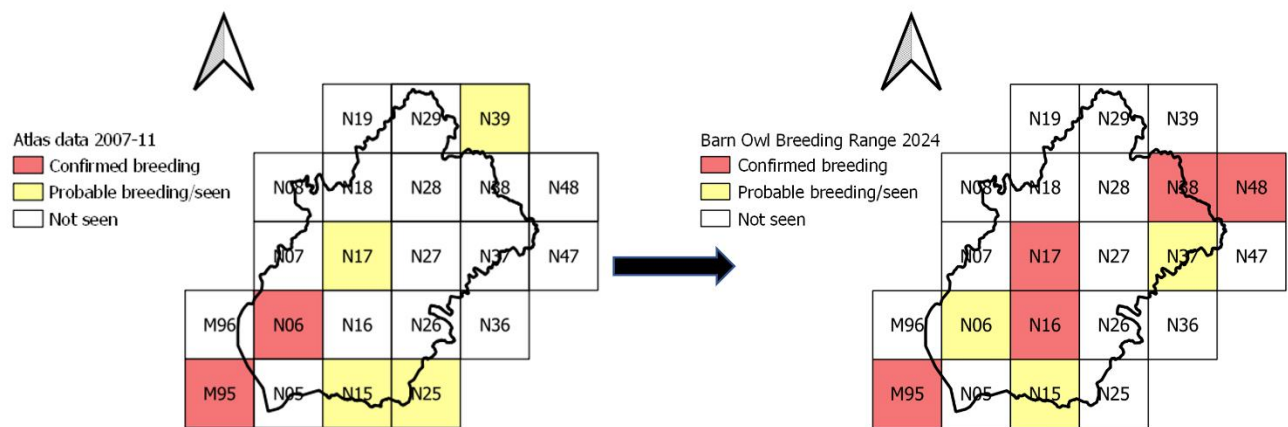 N19 N29 N39
Atlas data 2007-11
Confirmed breeding
Probable breeding/seen
Not seen
N08 N18 N28 N38 N48
N07 N17 N27 N37 N47
M96 N06 N16 N26 N36
M95 N05 N15 N25
N19 N29 N39
Barn Owl Breeding Range 2024
Confirmed breeding
Probable breeding/seen
Not seen
N08 N18 N28 N38 N48
N07 N17 N27 N37 N47
M96 N06 N16 N26 N36
M95 N05 N15 N25